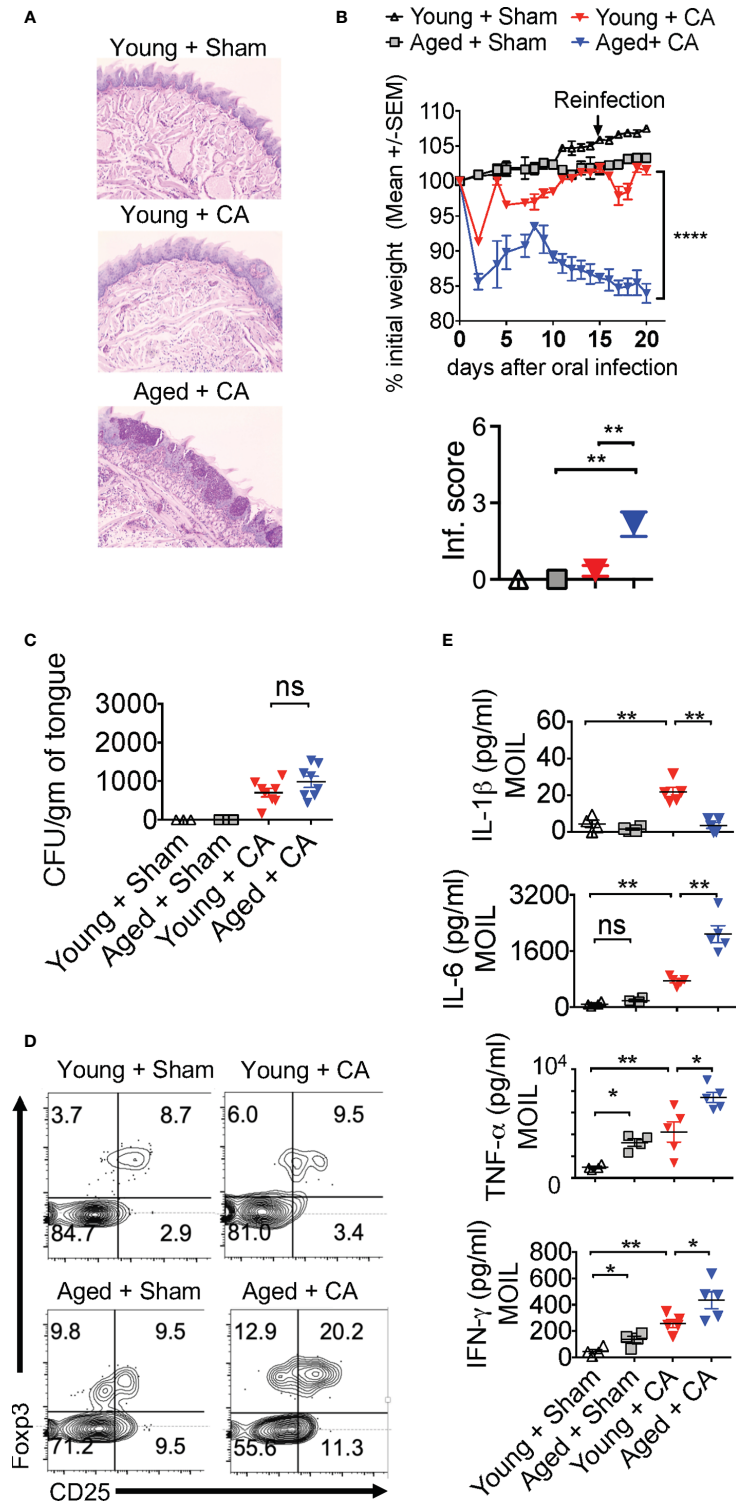 A
Young + Sham
Young + CA
Aged + CA
B
Young + Sham Young + CA
Aged + Sham Aged+ CA
% initial weight (Mean +/-SEM)
110
105
100
95
90
85
80
Reinfection
****
0 5 10 15 20
days after oral infection
Inf. score
6
3
0
**
**
C
CFU/gm of tongue
3000
2000
1000
0
ns
Young + Sham
Aged + Sham
Young + CA
Aged + CA
D
Young + Sham Young + CA
3.7 8.7 6.0 9.5
84.7 2.9 81.0 3.4
Aged + Sham Aged + CA
9.8 9.5 12.9 20.2
71.2 9.5 55.6 11.3
Foxp3
CD25
E
IL-1β (pg/ml)
MOIL
60
40
20
0
** **
IL-6 (pg/ml)
MOIL
3200
1600
0
** **
ns
TNF-α (pg/ml)
MOIL
10⁴
0
** *
*
IFN-γ (pg/ml)
MOIL
800
600
400
200
0
** *
*
Young + Sham
Aged + Sham
Young + CA
Aged + CA